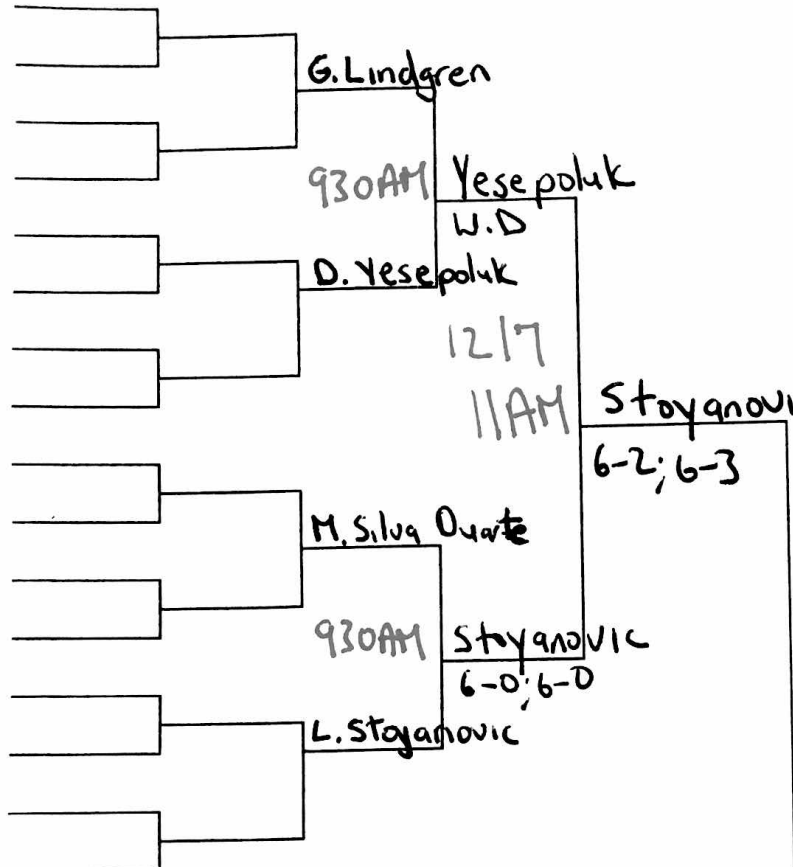 G. Lindgren
930AM
Yesepoluk
W.D
D. Yesepoluk
12/7
11AM
Stoyanovi
6-2; 6-3
M. Silva Duarte
930AM
Stoyanovic
6-0; 6-0
L. Stoyanovic